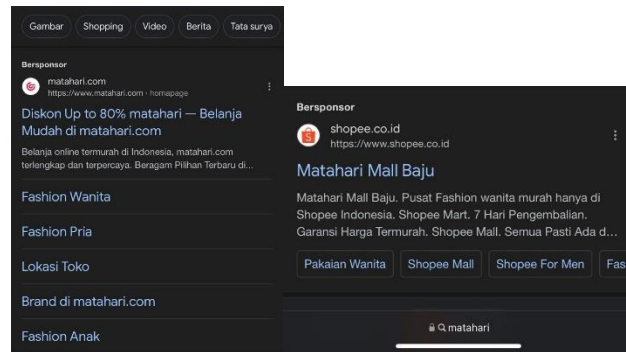 Gambar Shopping Video Berita Tata surya
Bersponsor
matahari.com
https://www.matahari.com › homepage
Diskon Up to 80% matahari — Belanja
Mudah di matahari.com
Belanja online termurah di Indonesia, matahari.com
terlengkap dan terpercaya. Beragam Pilihan Terbaru di...
Fashion Wanita
Fashion Pria
Lokasi Toko
Brand di matahari.com
Fashion Anak
Bersponsor
shopee.co.id
https://www.shopee.co.id
Matahari Mall Baju
Matahari Mall Baju. Pusat Fashion wanita murah hanya di
Shopee Indonesia. Shopee Mart. 7 Hari Pengembalian.
Garansi Harga Termurah. Shopee Mall. Semua Pasti Ada d...
Pakaian Wanita Shopee Mall Shopee For Men Fas
matahari